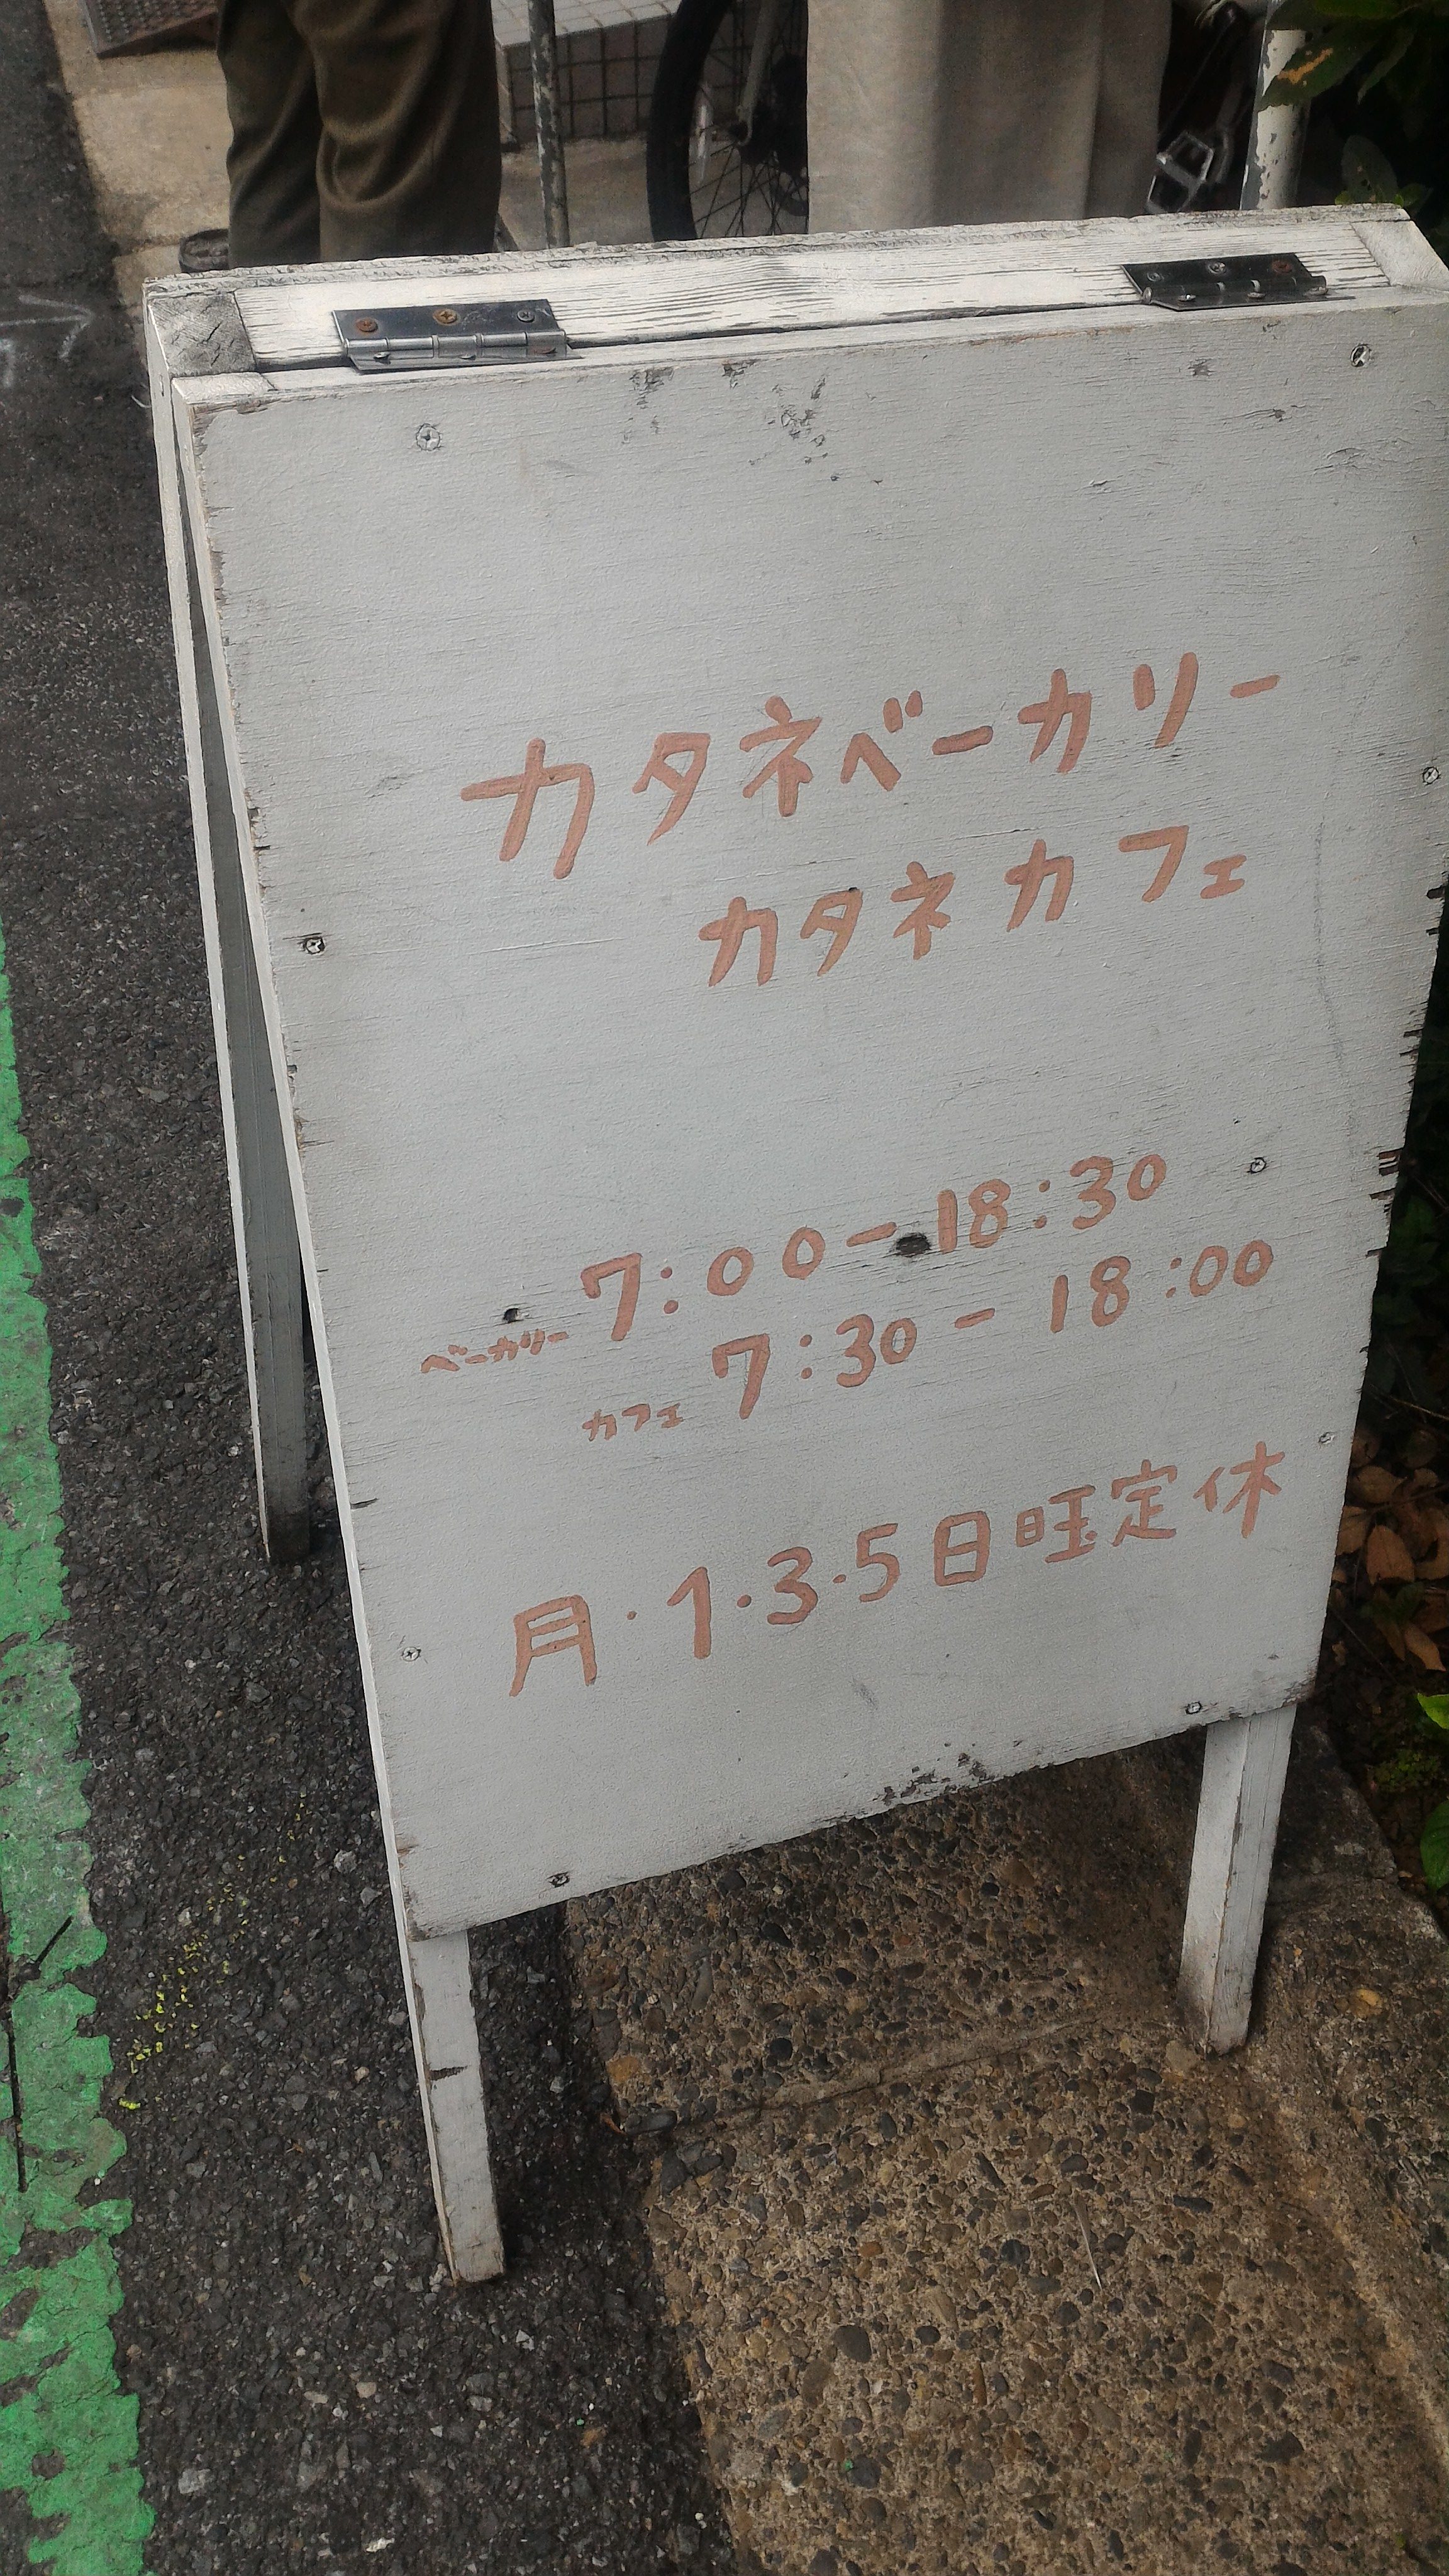 カタネベーカリー
カタネカフェ
ベーカリー 7:00-18:30
カフェ 7:30-18:00
月・1・3・5日旺定休